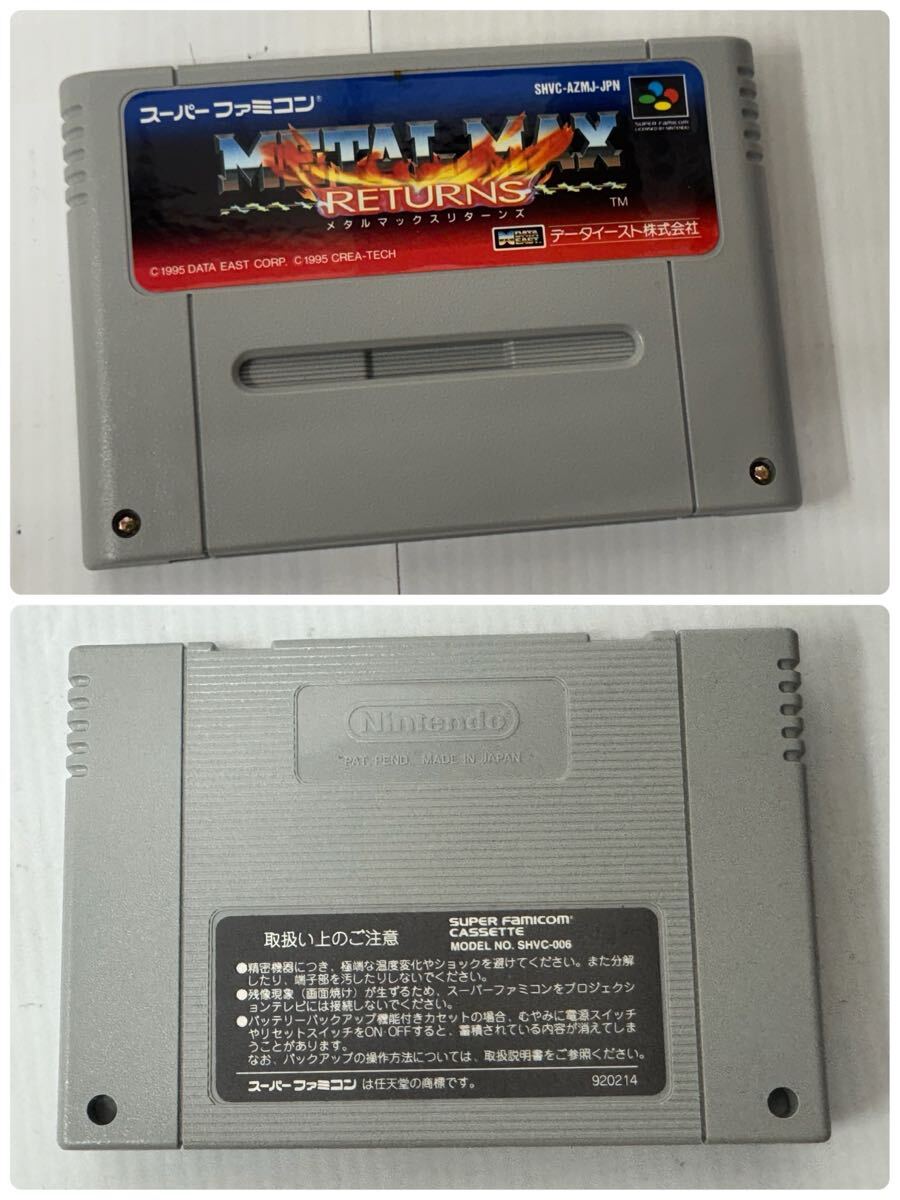 スーパーファミコン®
SHVC-AZMJ-JPN
SUPER FAMICOM
LICENSED BY NINTENDO
METAL MAX
RETURNS
TM
メタルマックスリターンズ
DATA EAST データイースト株式会社
© 1995 DATA EAST CORP. © 1995 CREA-TECH
Nintendo
PAT. PEND. MADE IN JAPAN
取扱い上のご注意
SUPER FAMICOM®
CASSETTE
MODEL NO. SHVC-006
●精密機器につき、極端な温度変化やショックを避けてください。また分解
したり、端子部を汚したりしないでください。
●残像現象(画面焼け)が生ずるため、スーパーファミコンをプロジェクシ
ョンテレビには接続しないでください。
●バッテリーバックアップ機能付きカセットの場合、むやみに電源スイッチ
やリセットスイッチをON・OFFすると、蓄積されている内容が消えてしま
うことがあります。
なお、バックアップの操作方法については、取扱説明書をご参照ください。
スーパーファミコン は任天堂の商標です。
920214